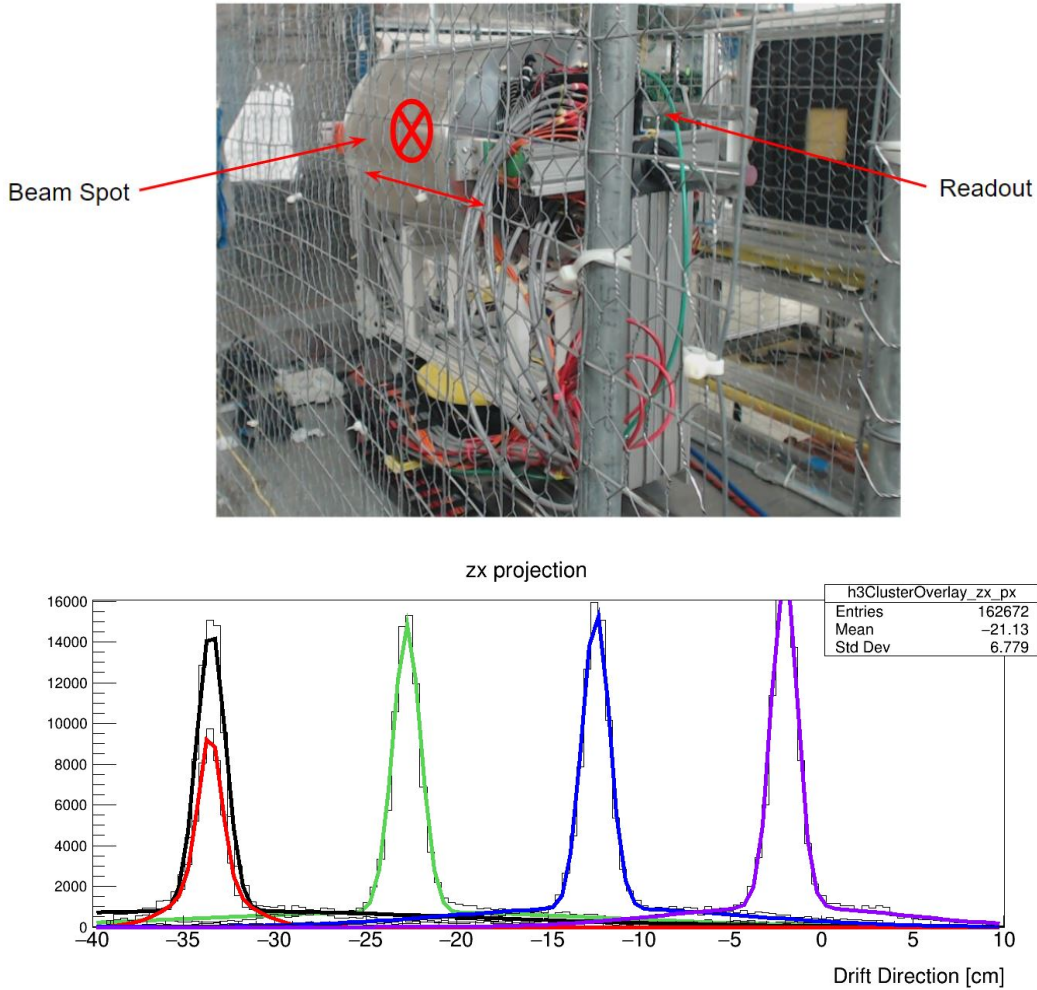 Beam Spot
Readout
zx projection
h3ClusterOverlay_zx_px
Entries 162672
Mean −21.13
Std Dev 6.779
16000
14000
12000
10000
8000
6000
4000
2000
0
−40 −35 −30 −25 −20 −15 −10 −5 0 5 10
Drift Direction [cm]